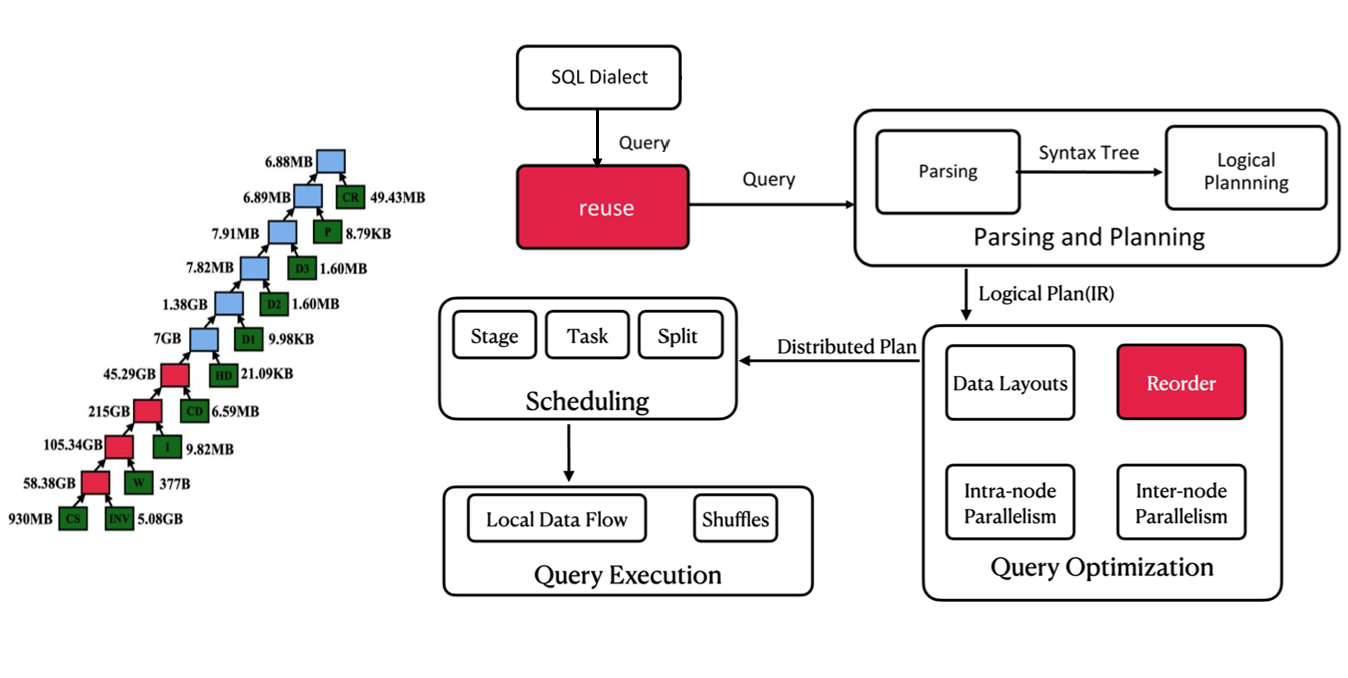 6.88MB
6.89MB CR 49.43MB
7.91MB P 8.79KB
7.82MB D3 1.60MB
1.38GB D2 1.60MB
7GB D1 9.98KB
45.29GB HD 21.09KB
215GB CD 6.59MB
105.34GB I 9.82MB
58.38GB W 377B
930MB CS INV 5.08GB
SQL Dialect
Query
reuse
Query
Parsing
Syntax Tree
Logical
Plannning
Parsing and Planning
Logical Plan(IR)
Data Layouts
Reorder
Intra-node
Parallelism
Inter-node
Parallelism
Query Optimization
Distributed Plan
Stage
Task
Split
Scheduling
Local Data Flow
Shuffles
Query Execution